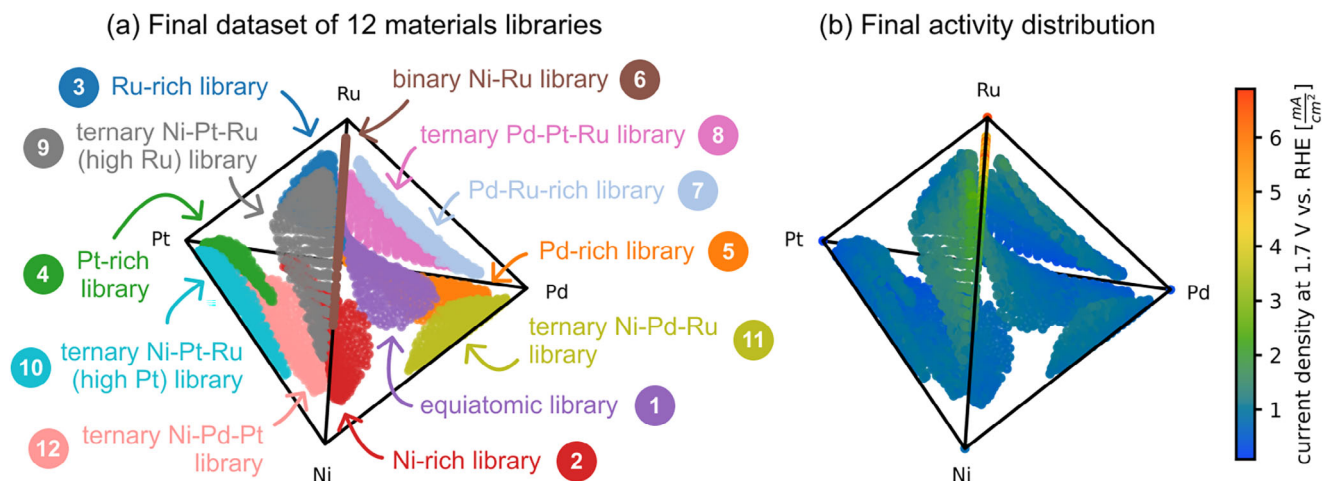 (a) Final dataset of 12 materials libraries
3 Ru-rich library
binary Ni-Ru library 6
Ru
9 ternary Ni-Pt-Ru
(high Ru) library
ternary Pd-Pt-Ru library 8
Pd-Ru-rich library 7
Pt
4 Pt-rich
library
Pd-rich library 5
Pd
10 ternary Ni-Pt-Ru
(high Pt) library
ternary Ni-Pd-Ru
library 11
equiatomic library 1
12 ternary Ni-Pd-Pt
library
Ni-rich library 2
Ni
(b) Final activity distribution
Ru
Pt
Pd
Ni
6
5
4
3
2
1
current density at 1.7 V vs. RHE [mA/cm²]